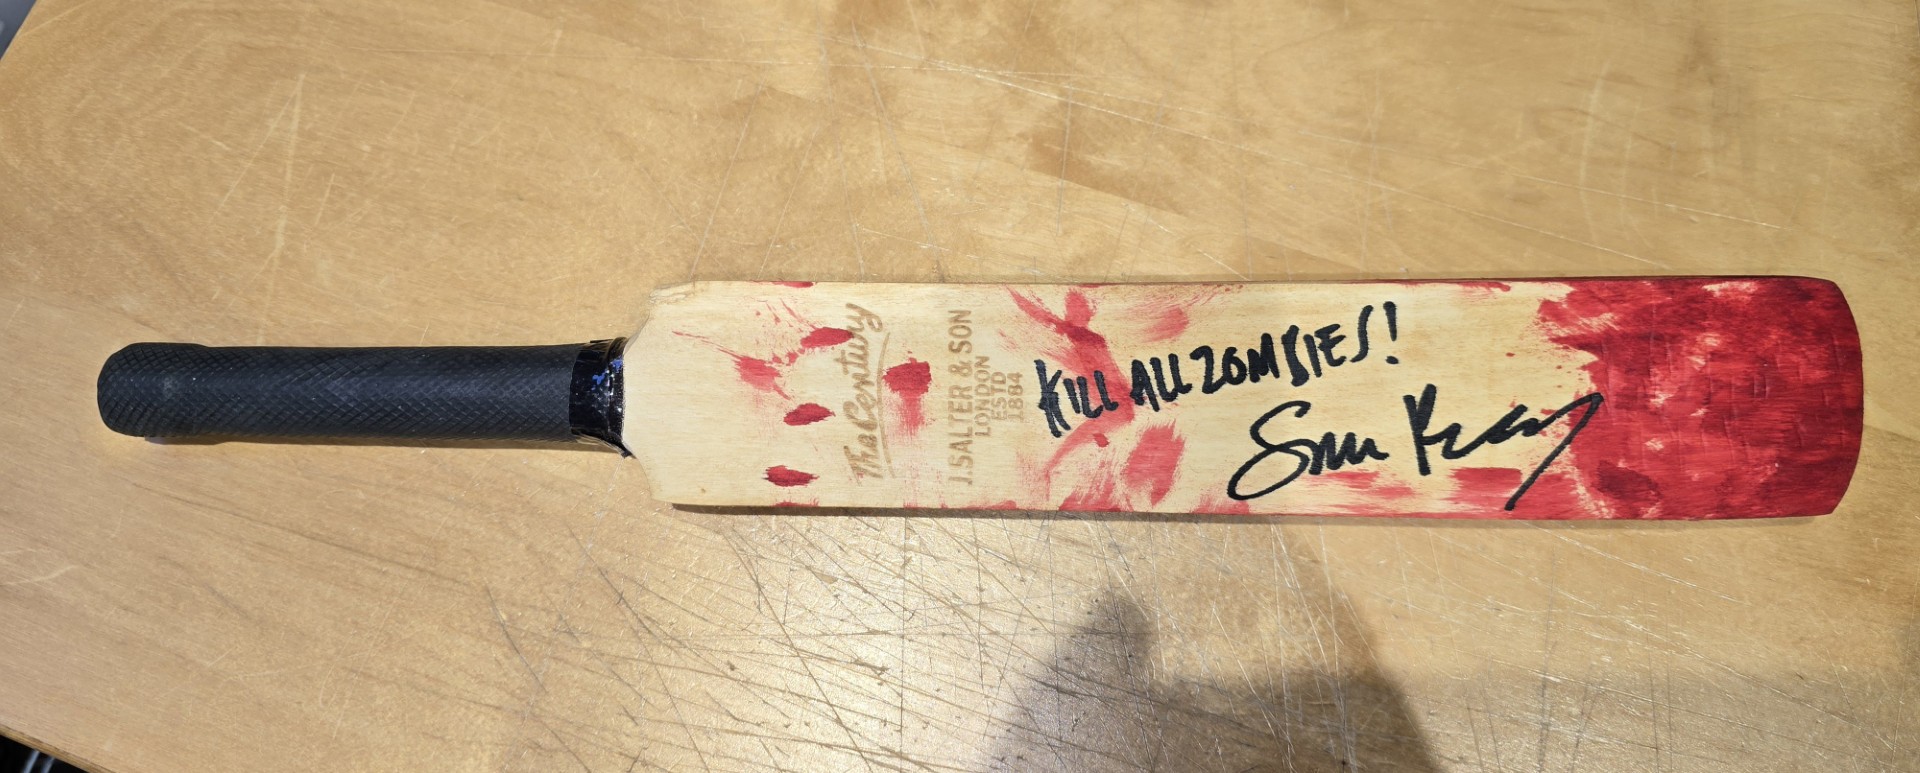 The Century
J.SALTER & SON
LONDON
ESTD
1884
KILL ALL ZOMBIES!